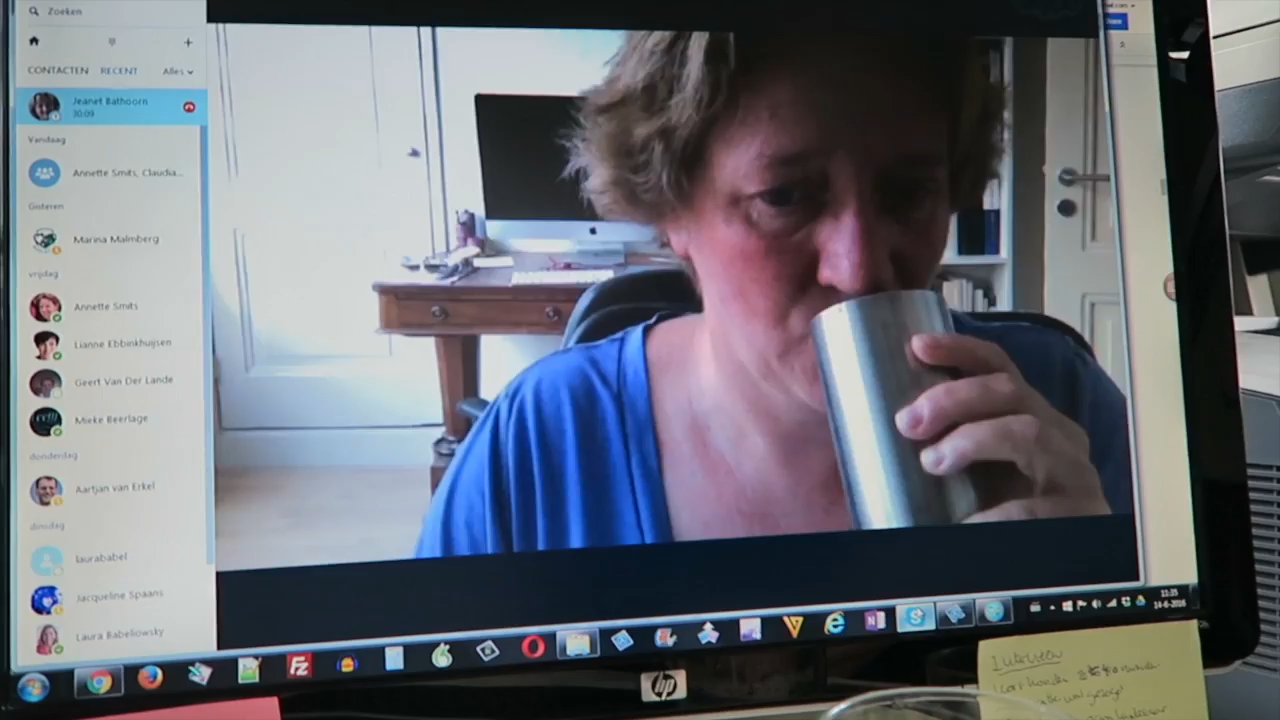 Zoeken
CONTACTEN RECENT Alles
Jeanet Bathoorn
30:09
Vandaag
Annette Smits, Claudia...
Gisteren
Marina Malmberg
vrijdag
Annette Smits
Lianne Ebbinkhuijsen
Geert Van Der Lande
Mieke Beerlage
donderdag
Aartjan van Erkel
dinsdag
laurababel
Jacqueline Spaans
Laura Babeliowsky
11:35
14-6-2016
hp
Interview